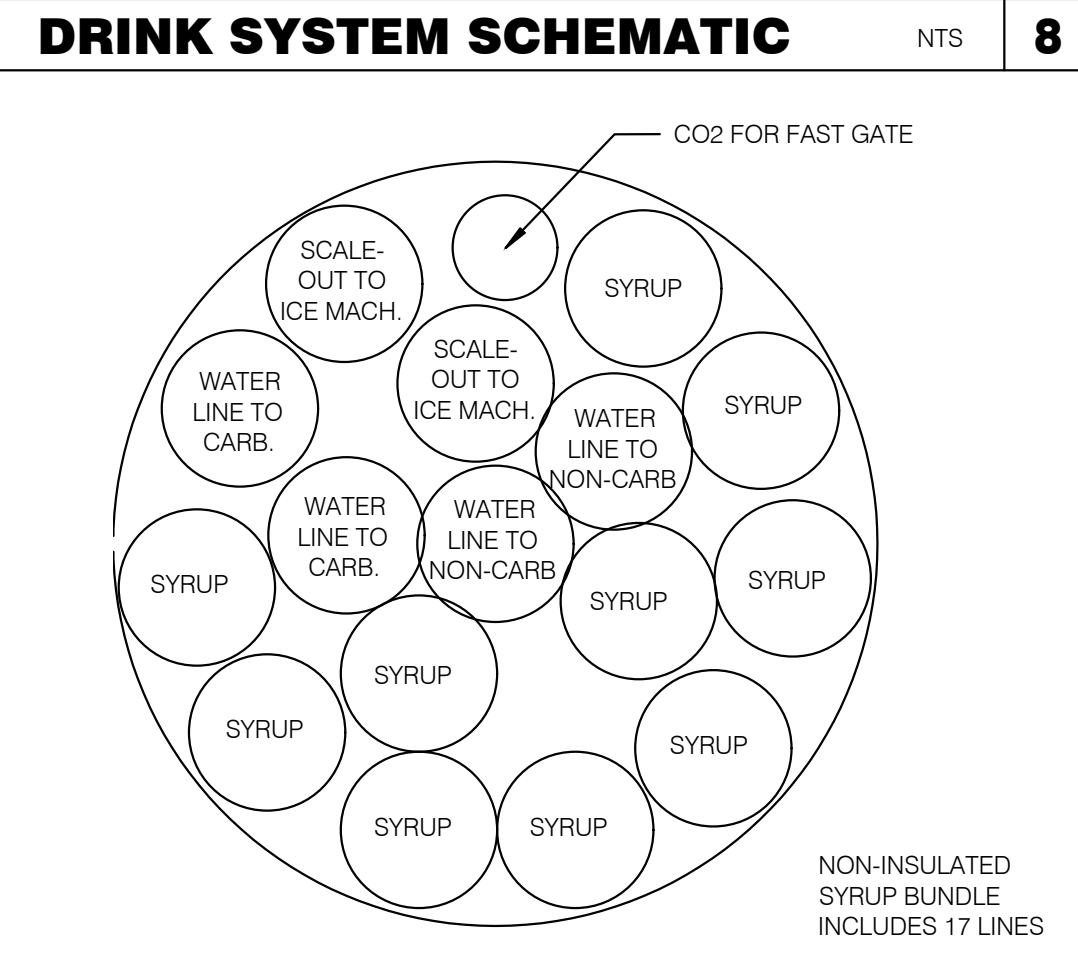 DRINK SYSTEM SCHEMATIC
NTS
8
CO2 FOR FAST GATE
SCALE-
OUT TO
ICE MACH.
SYRUP
SCALE-
OUT TO
ICE MACH.
WATER
LINE TO
CARB.
SYRUP
WATER
LINE TO
NON-CARB
WATER
LINE TO
CARB.
WATER
LINE TO
NON-CARB
SYRUP
SYRUP
SYRUP
SYRUP
SYRUP
SYRUP
SYRUP
SYRUP
SYRUP
NON-INSULATED
SYRUP BUNDLE
INCLUDES 17 LINES